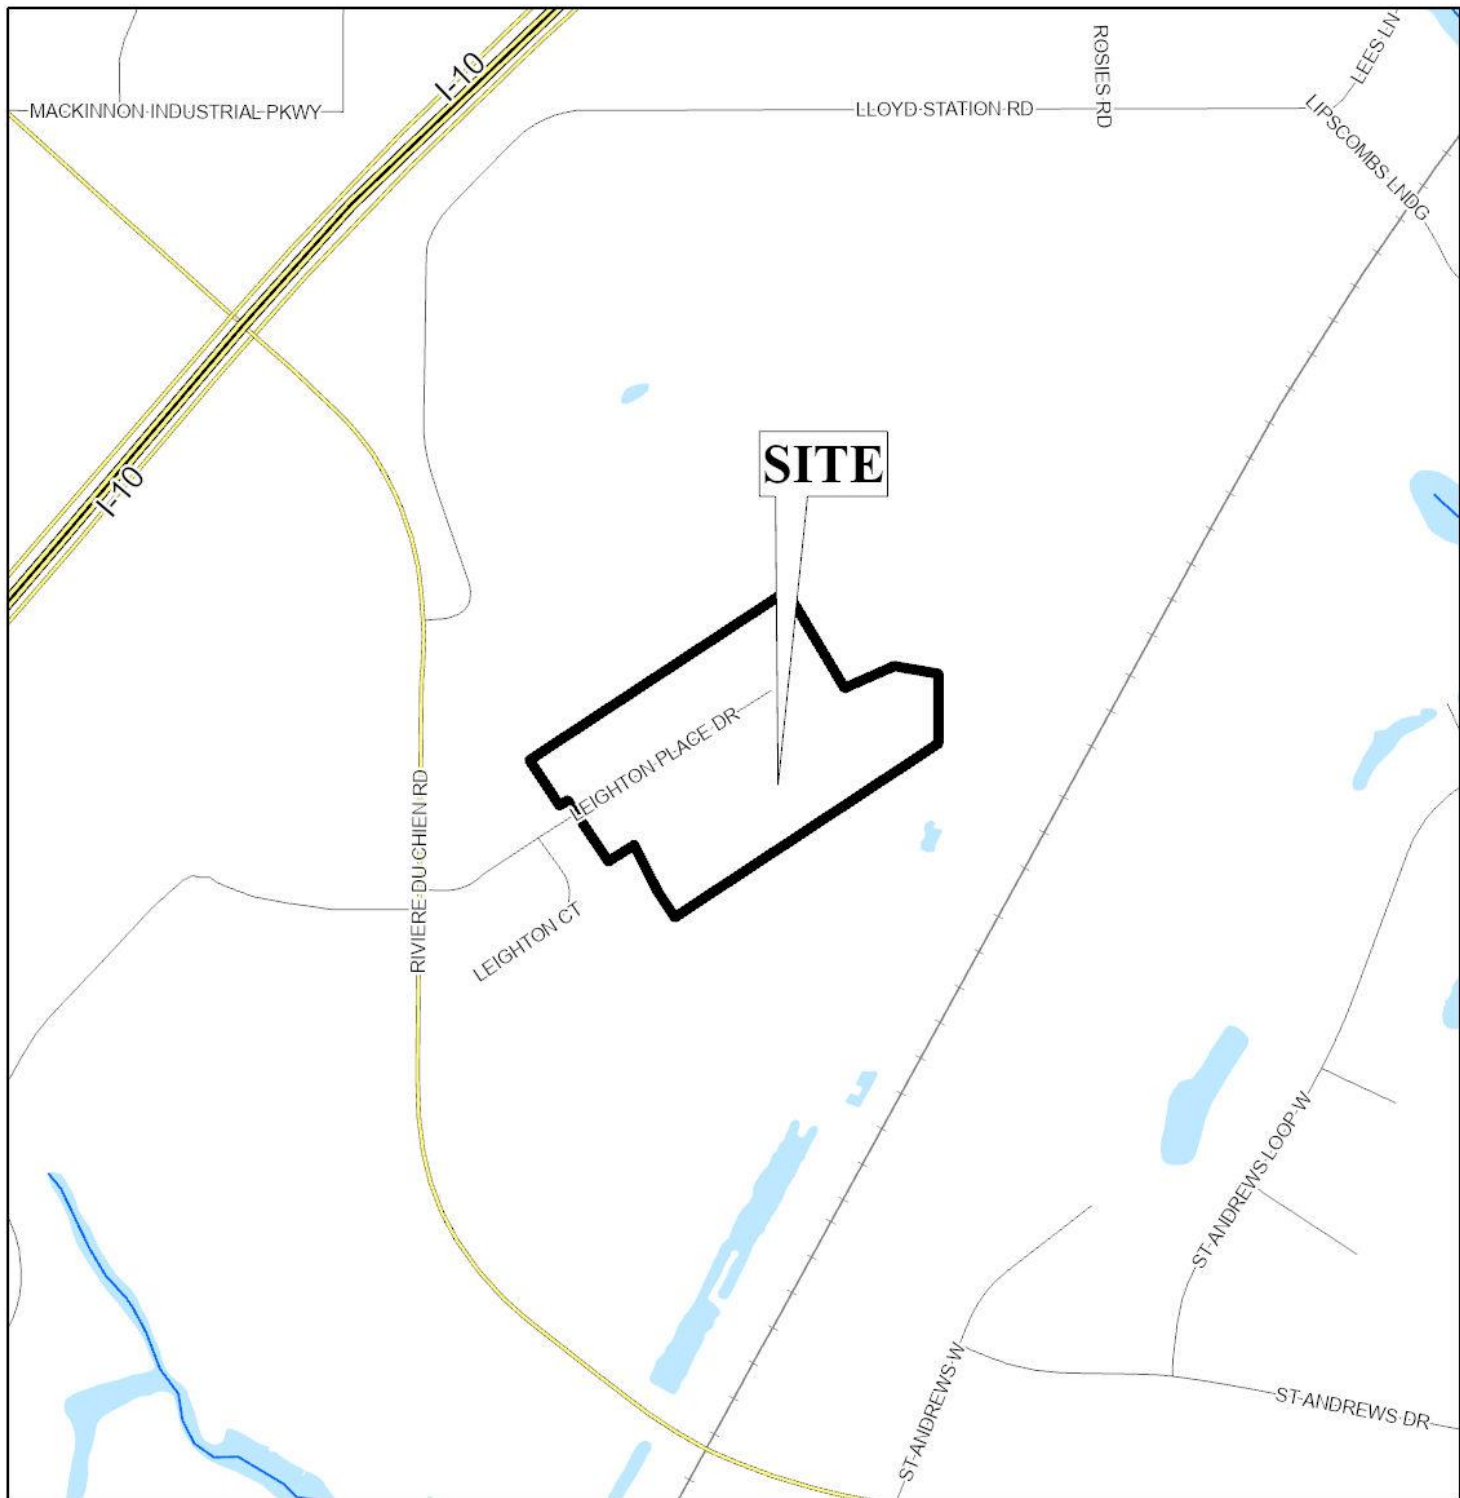 I-10
ROSIES RD
LEES LN
MACKINNON INDUSTRIAL PKWY
LLOYD STATION RD
LIPSCOMBS LNDG
I-10
SITE
LEIGHTON PLACE DR
RIVIERE DU CHIEN RD
LEIGHTON CT
ST ANDREWS LOOP W
ST ANDREWS W
ST ANDREWS DR